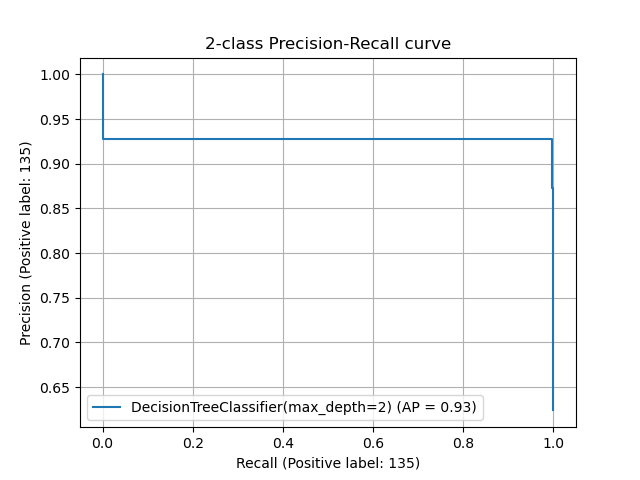 2-class Precision-Recall curve
Precision (Positive label: 135)
1.00
0.95
0.90
0.85
0.80
0.75
0.70
0.65
DecisionTreeClassifier(max_depth=2) (AP = 0.93)
0.0 0.2 0.4 0.6 0.8 1.0
Recall (Positive label: 135)